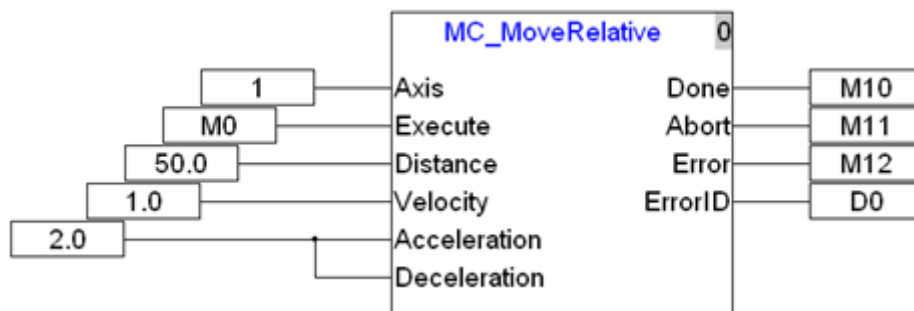 MC_MoveRelative 0
1 Axis Done M10
M0 Execute Abort M11
50.0 Distance Error M12
1.0 Velocity ErrorID D0
2.0 Acceleration
Deceleration